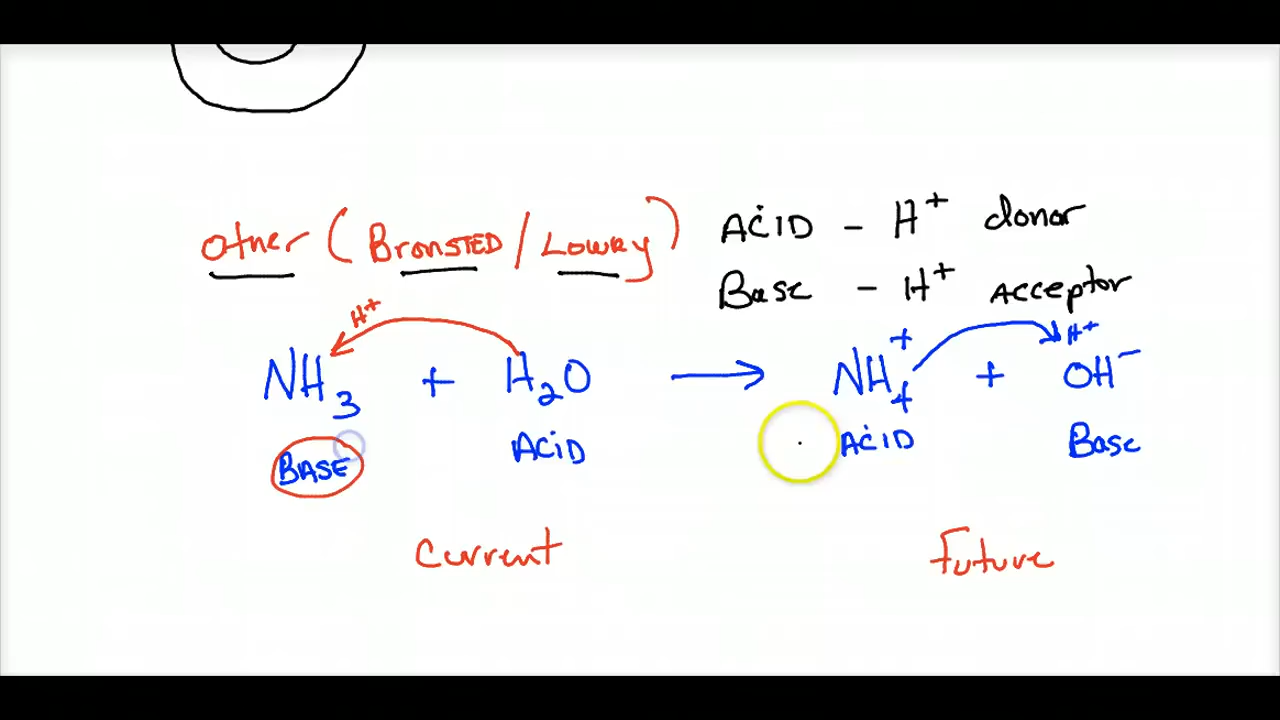 Other (Bronsted/Lowry) ACiD - H⁺ donor
Base - H⁺ Acceptor
H⁺ H⁺
NH₃ + H₂O → NH₄⁺ + OH⁻
BASE ACiD ACiD Base
Current Future